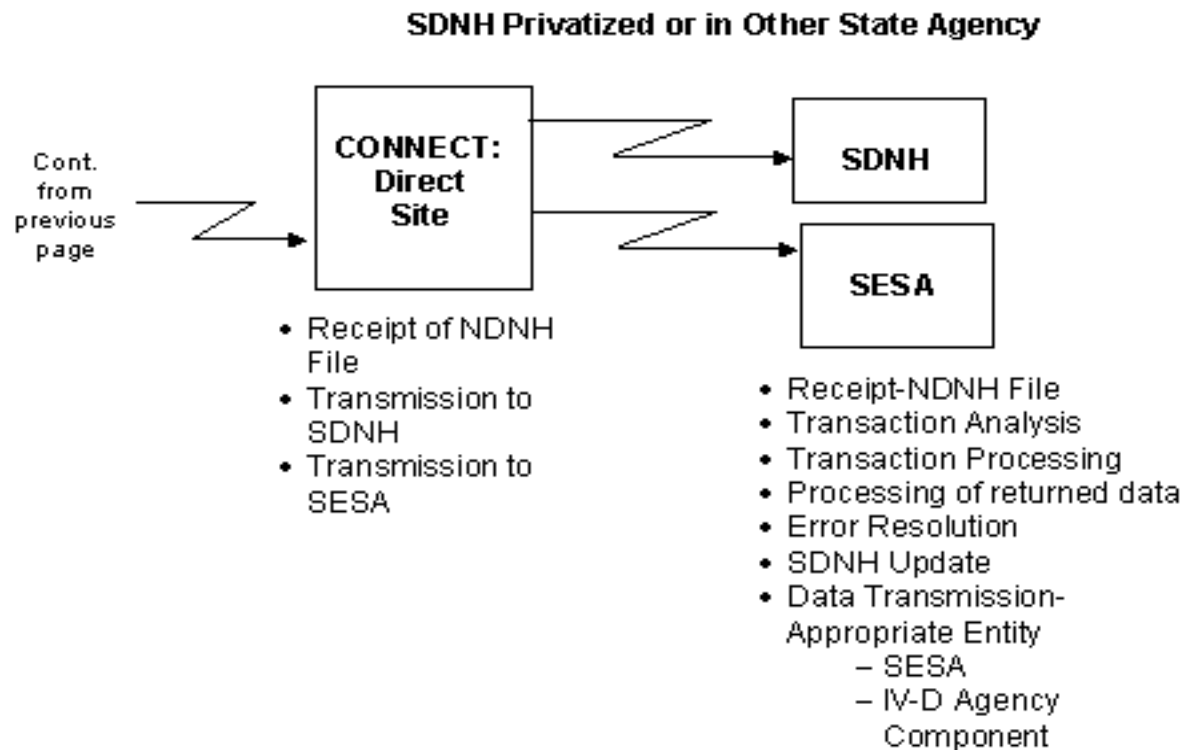 SDNH Privatized or in Other State Agency
Cont.
from
previous
page
CONNECT:
Direct
Site
SDNH
SESA
• Receipt of NDNH
File
• Transmission to
SDNH
• Transmission to
SESA
• Receipt-NDNH File
• Transaction Analysis
• Transaction Processing
• Processing of returned data
• Error Resolution
• SDNH Update
• Data Transmission-
Appropriate Entity
– SESA
– IV-D Agency
Component